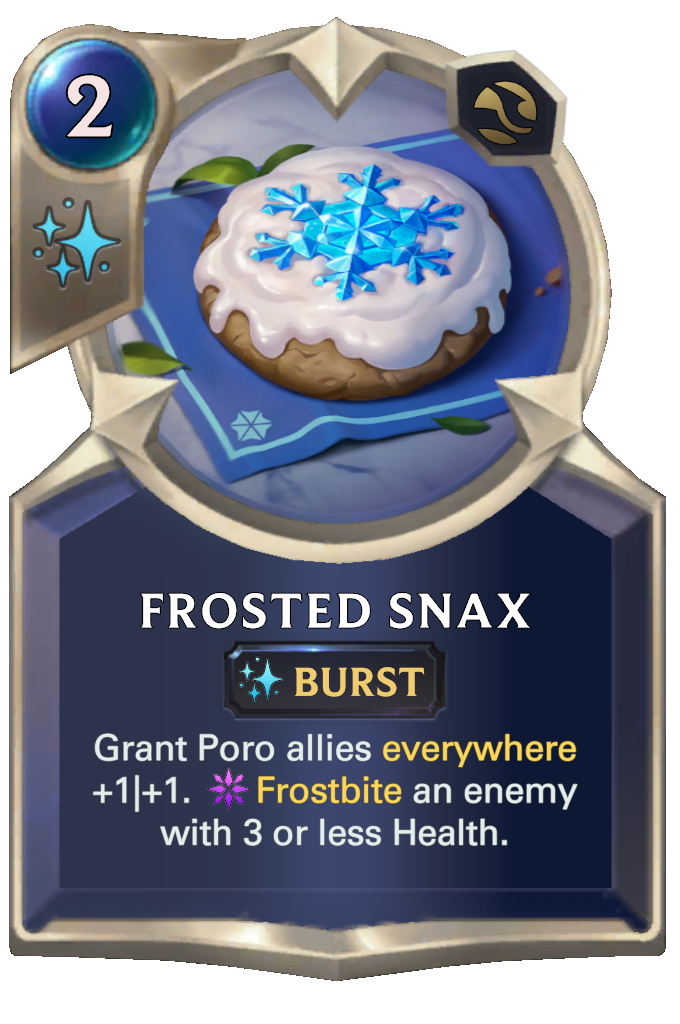 2
FROSTED SNAX
BURST
Grant Poro allies everywhere
+1|+1. Frostbite an enemy
with 3 or less Health.